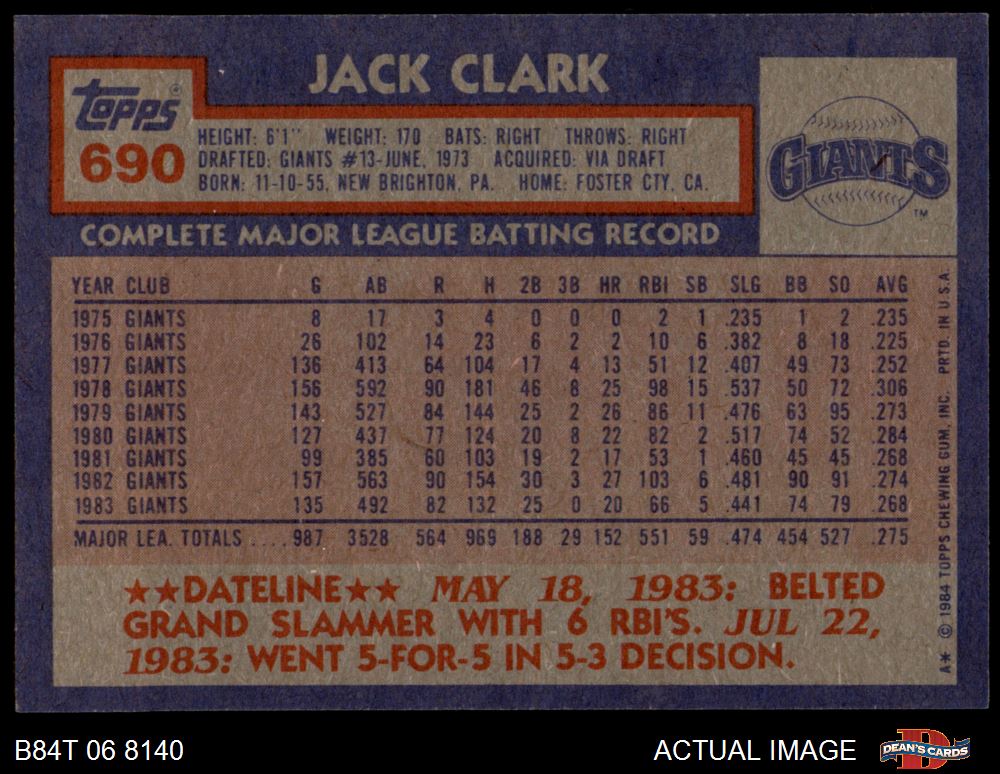 JACK CLARK
Topps
690
HEIGHT: 6'1" WEIGHT: 170 BATS: RIGHT THROWS: RIGHT
DRAFTED: GIANTS #13-JUNE, 1973 ACQUIRED: VIA DRAFT
BORN: 11-10-55, NEW BRIGHTON, PA. HOME: FOSTER CTY, CA.
GIANTS
TM
COMPLETE MAJOR LEAGUE BATTING RECORD
YEAR CLUB G AB R H 2B 3B HR RBI SB SLG BB SO AVG
1975 GIANTS 8 17 3 4 0 0 0 2 1 .235 1 2 .235
1976 GIANTS 26 102 14 23 6 2 2 10 6 .382 8 18 .225
1977 GIANTS 136 413 64 104 17 4 13 51 12 .407 49 73 .252
1978 GIANTS 156 592 90 181 46 8 25 98 15 .537 50 72 .306
1979 GIANTS 143 527 84 144 25 2 26 86 11 .476 63 95 .273
1980 GIANTS 127 437 77 124 20 8 22 82 2 .517 74 52 .284
1981 GIANTS 99 385 60 103 19 2 17 53 1 .460 45 45 .268
1982 GIANTS 157 563 90 154 30 3 27 103 6 .481 90 91 .274
1983 GIANTS 135 492 82 132 25 0 20 66 5 .441 74 79 .268
MAJOR LEA. TOTALS .... 987 3528 564 969 188 29 152 551 59 .474 454 527 .275
★★DATELINE★★ MAY 18, 1983: BELTED
GRAND SLAMMER WITH 6 RBI'S. JUL 22,
1983: WENT 5-FOR-5 IN 5-3 DECISION.
A* © 1984 TOPPS CHEWING GUM, INC. PRTD. IN U.S.A.
B84T 06 8140
ACTUAL IMAGE
DEAN'S CARDS